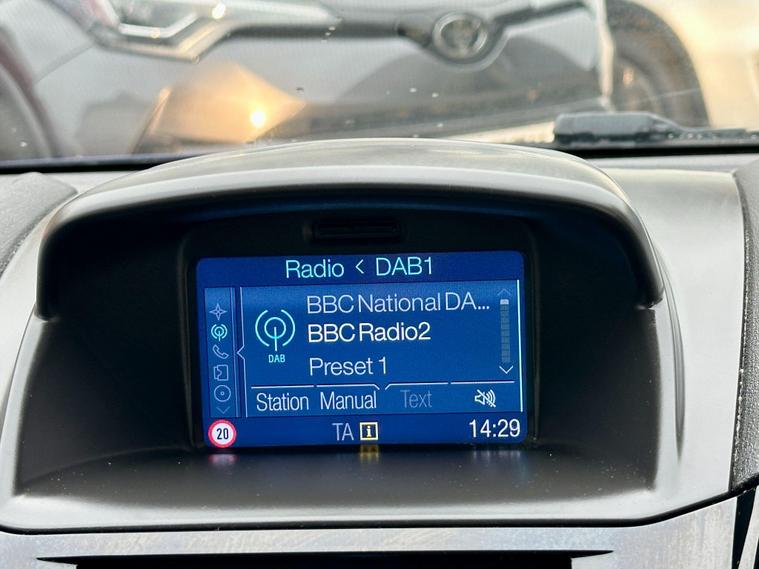 Radio < DAB1
BBC National DA...
BBC Radio2
DAB
Preset 1
Station Manual Text
20 TA i 14:29